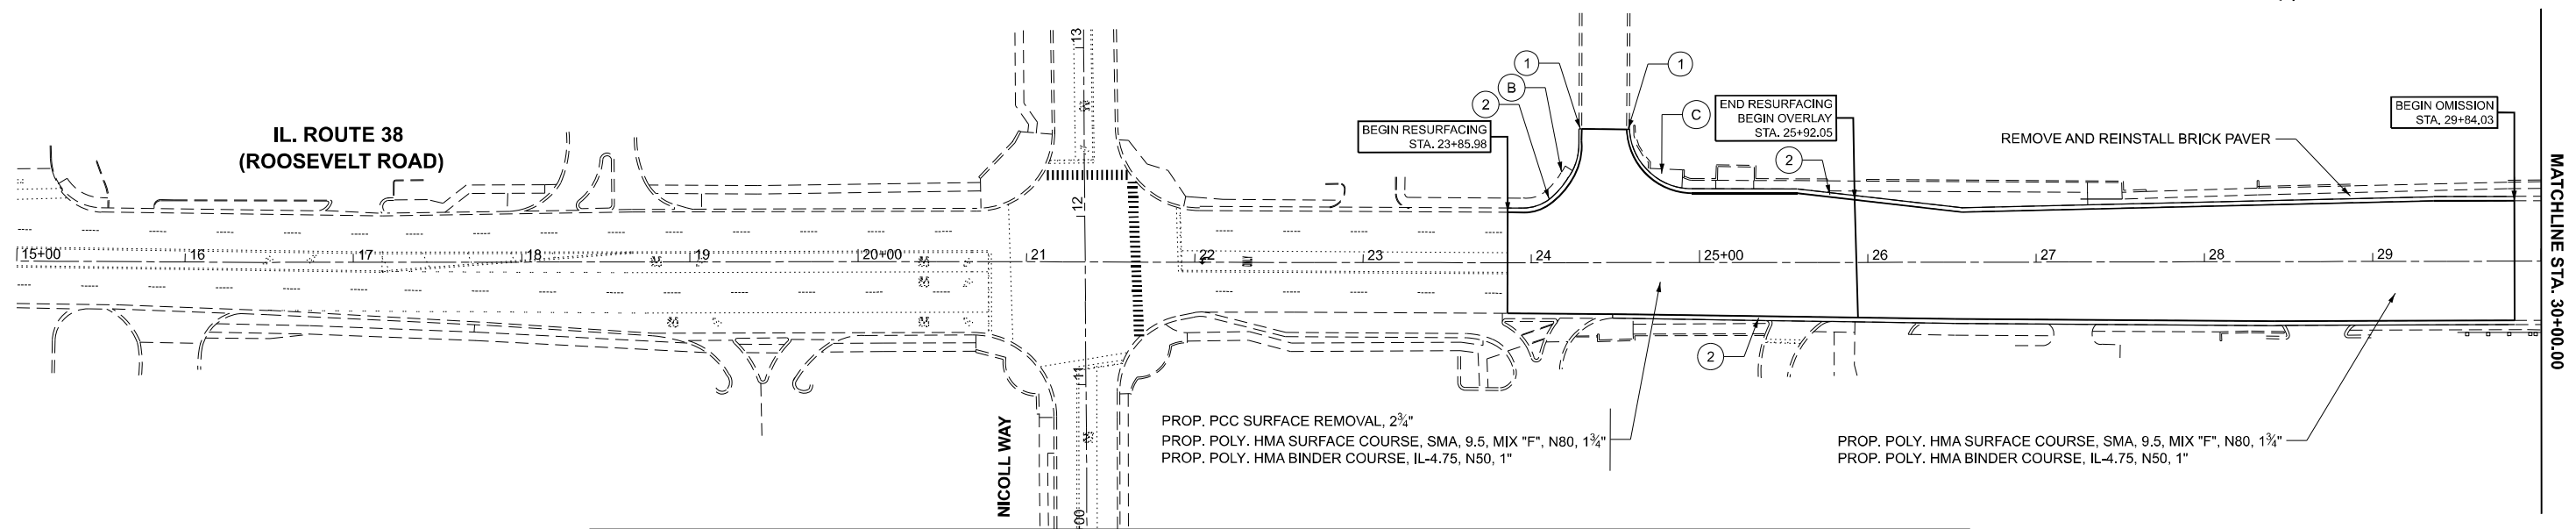 IL. ROUTE 38
(ROOSEVELT ROAD)
13
12
11
+00
NICOLL WAY
15+00
16
17
18
19
20+00
21
22
23
24
25+00
26
27
28
29
1
B
2
1
C
2
2
BEGIN RESURFACING
STA. 23+85.98
END RESURFACING
BEGIN OVERLAY
STA. 25+92.05
REMOVE AND REINSTALL BRICK PAVER
BEGIN OMISSION
STA. 29+84.03
MATCHLINE STA. 30+00.00
PROP. PCC SURFACE REMOVAL, 2¾"
PROP. POLY. HMA SURFACE COURSE, SMA, 9.5, MIX "F", N80, 1¾"
PROP. POLY. HMA BINDER COURSE, IL-4.75, N50, 1"
PROP. POLY. HMA SURFACE COURSE, SMA, 9.5, MIX "F", N80, 1¾"
PROP. POLY. HMA BINDER COURSE, IL-4.75, N50, 1"